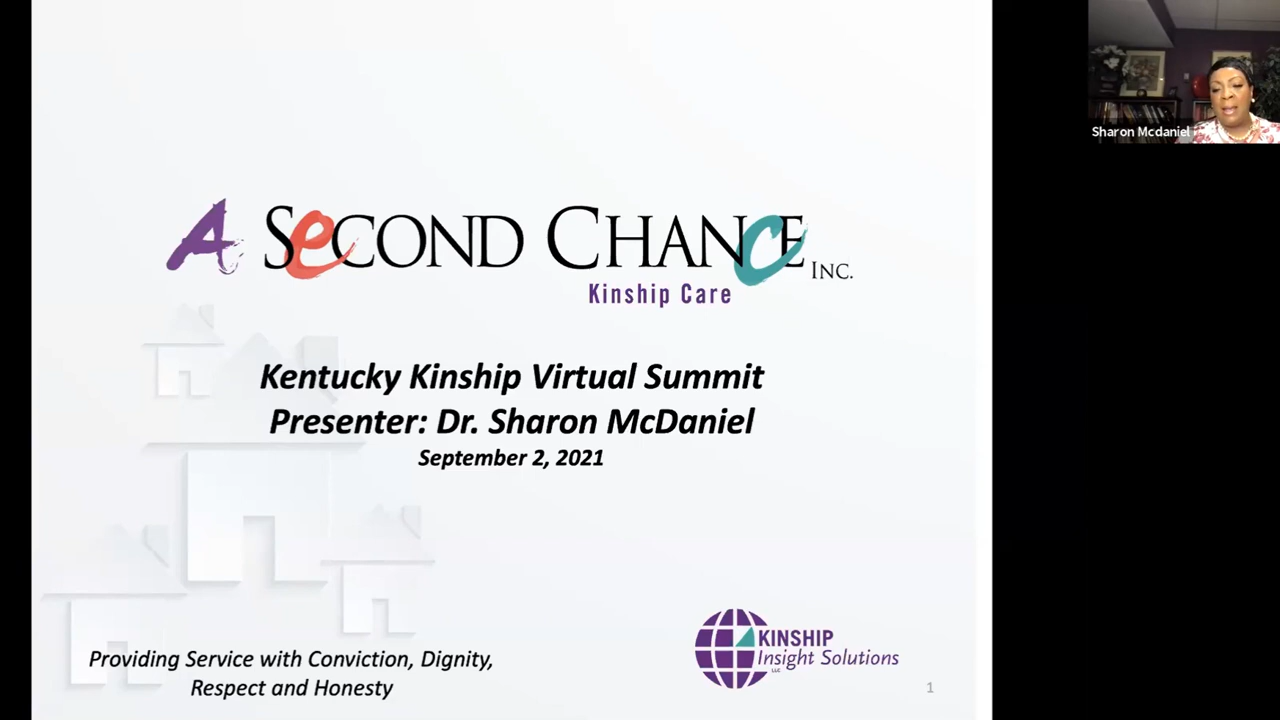 A SeCOND CHANCE INC.
Kinship Care
Kentucky Kinship Virtual Summit
Presenter: Dr. Sharon McDaniel
September 2, 2021
Providing Service with Conviction, Dignity,
Respect and Honesty
KINSHIP
Insight Solutions
LLC
1
Sharon Mcdaniel